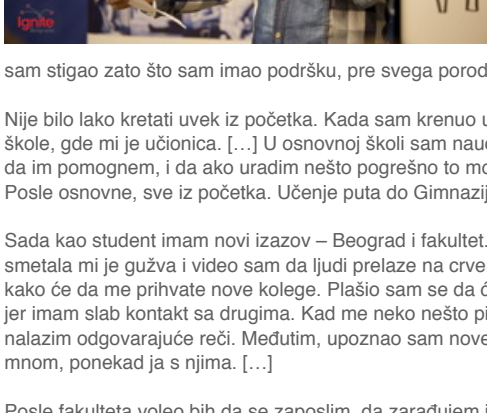 Ignite
sam stigao zato što sam imao podršku, pre svega porod
Nije bilo lako kretati uvek iz početka. Kada sam krenuo u
škole, gde mi je učionica. […] U osnovnoj školi sam nau
da im pomognem, i da ako uradim nešto pogrešno to mo
Posle osnovne, sve iz početka. Učenje puta do Gimnazij
Sada kao student imam novi izazov – Beograd i fakultet.
smetala mi je gužva i video sam da ljudi prelaze na crve
kako će da me prihvate nove kolege. Plašio sam se da ć
jer imam slab kontakt sa drugima. Kad me neko nešto pi
nalazim odgovarajuće reči. Međutim, upoznao sam nove
mnom, ponekad ja s njima. […]
Posle fakulteta voleo bih da se zaposlim, da zarađujem i